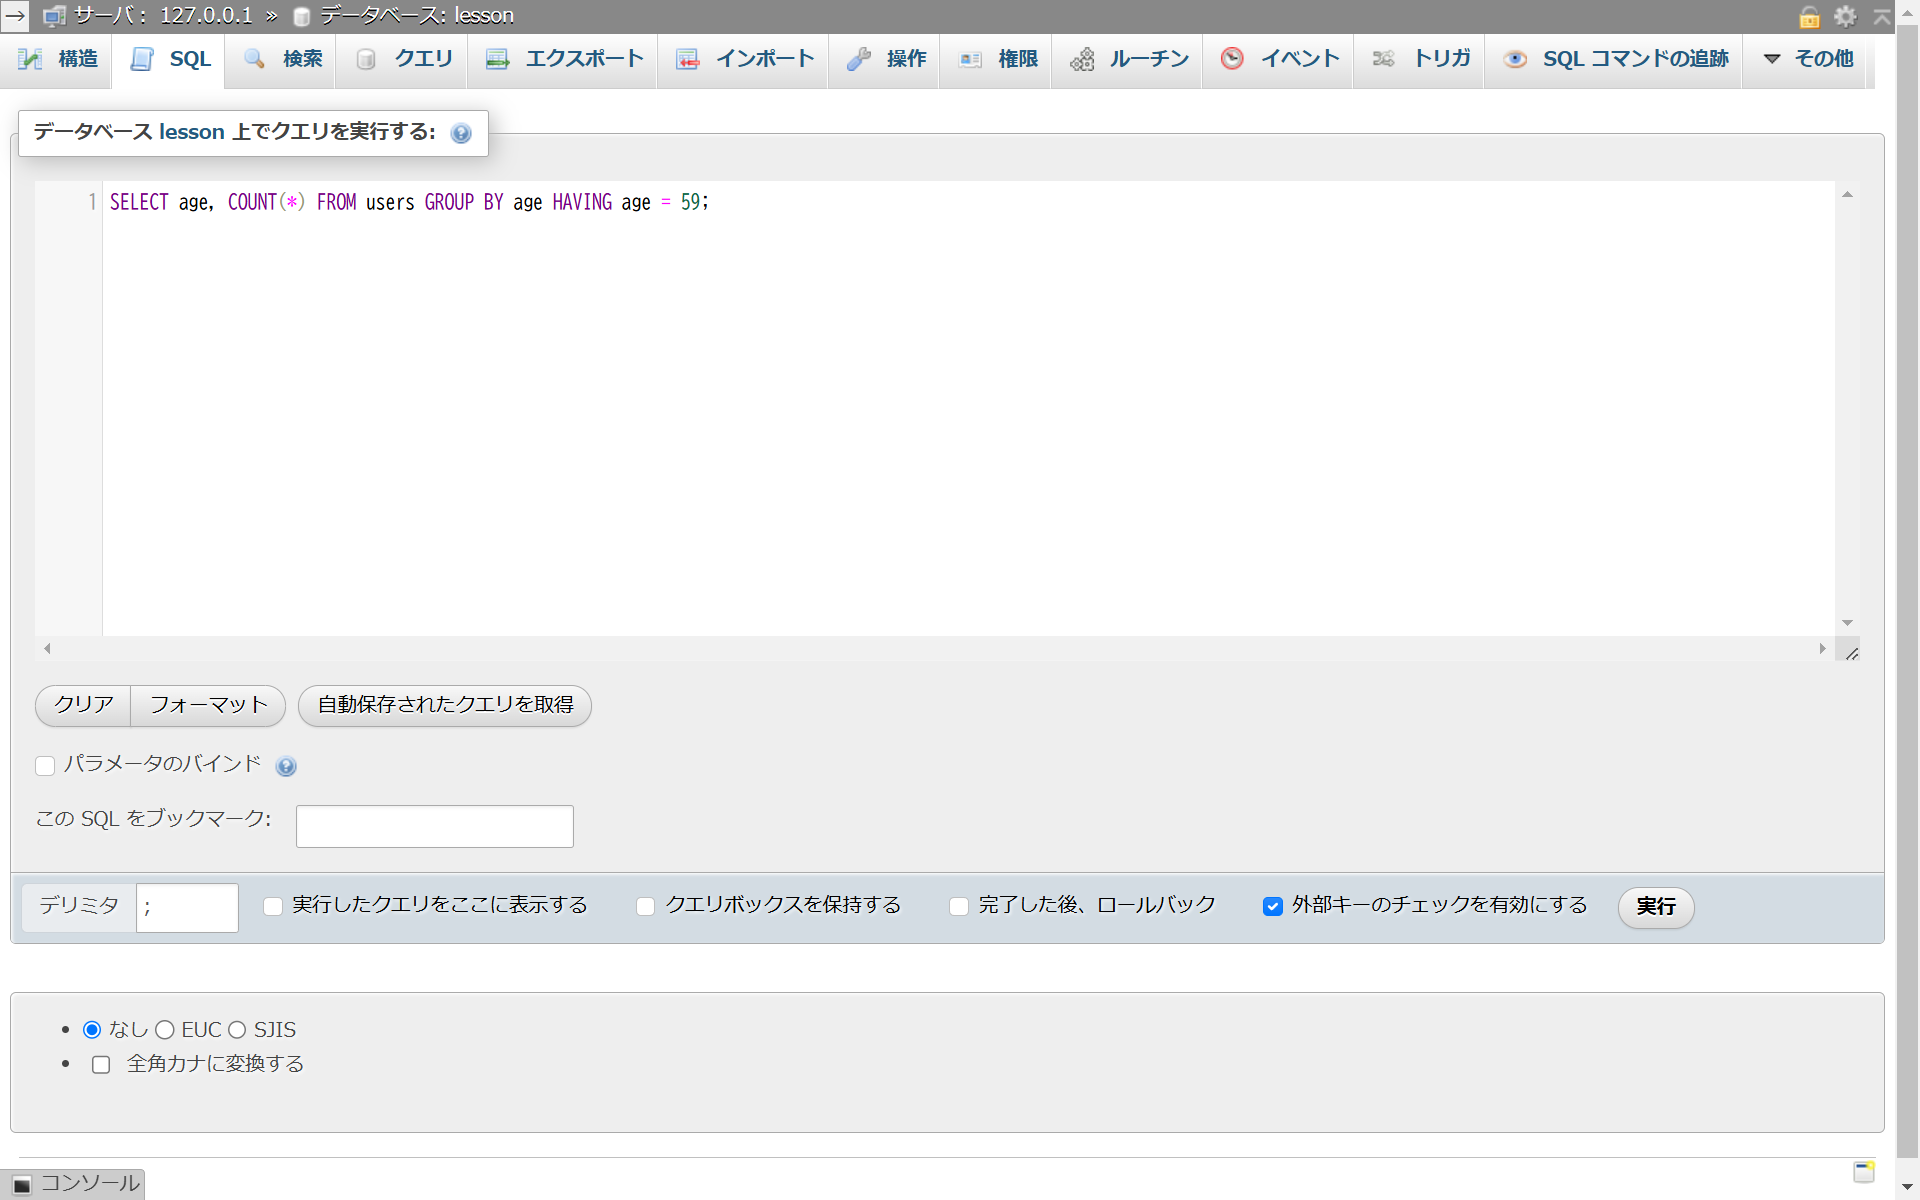 サーバ： 127.0.0.1 » データベース: lesson
構造 SQL 検索 クエリ エクスポート インポート 操作 権限 ルーチン イベント トリガ SQL コマンドの追跡 その他
データベース lesson 上でクエリを実行する:
1 SELECT age, COUNT(*) FROM users GROUP BY age HAVING age = 59;
クリア フォーマット 自動保存されたクエリを取得
パラメータのバインド
この SQL をブックマーク:
デリミタ ; 実行したクエリをここに表示する クエリボックスを保持する 完了した後、ロールバック 外部キーのチェックを有効にする 実行
なし EUC SJIS
全角カナに変換する
コンソール